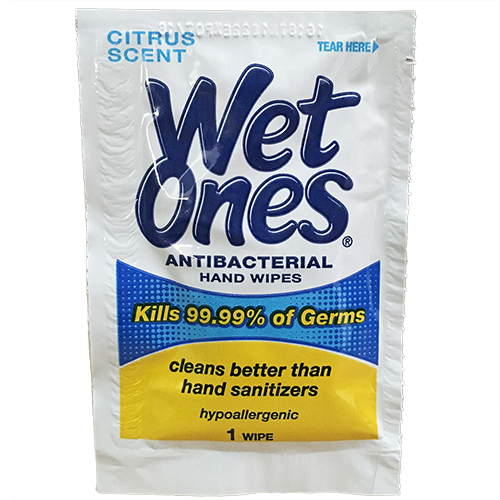 CITRUS
SCENT
TEAR HERE
Wet
Ones®
ANTIBACTERIAL
HAND WIPES
Kills 99.99% of Germs
cleans better than
hand sanitizers
hypoallergenic
1 WIPE